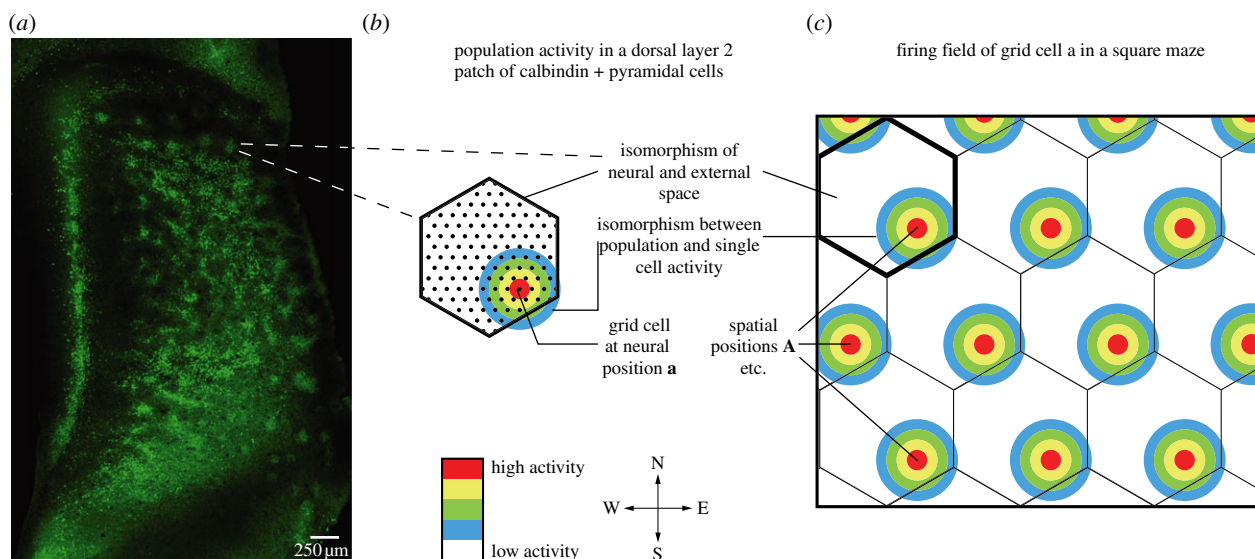 (a)
(b)
population activity in a dorsal layer 2
patch of calbindin + pyramidal cells
(c)
firing field of grid cell a in a square maze
isomorphism of
neural and external
space
isomorphism between
population and single
cell activity
grid cell
at neural
position a
spatial
positions A
etc.
high activity
low activity
N
W
E
S
250 µm